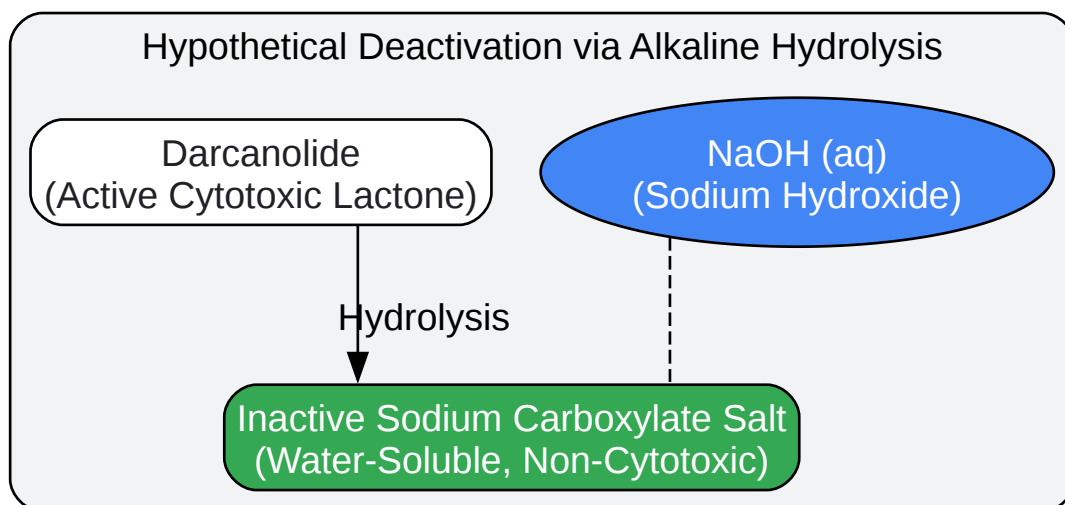 Hypothetical Deactivation via Alkaline Hydrolysis
Darcanolide
(Active Cytotoxic Lactone)
NaOH (aq)
(Sodium Hydroxide)
Hydrolysis
Inactive Sodium Carboxylate Salt
(Water-Soluble, Non-Cytotoxic)